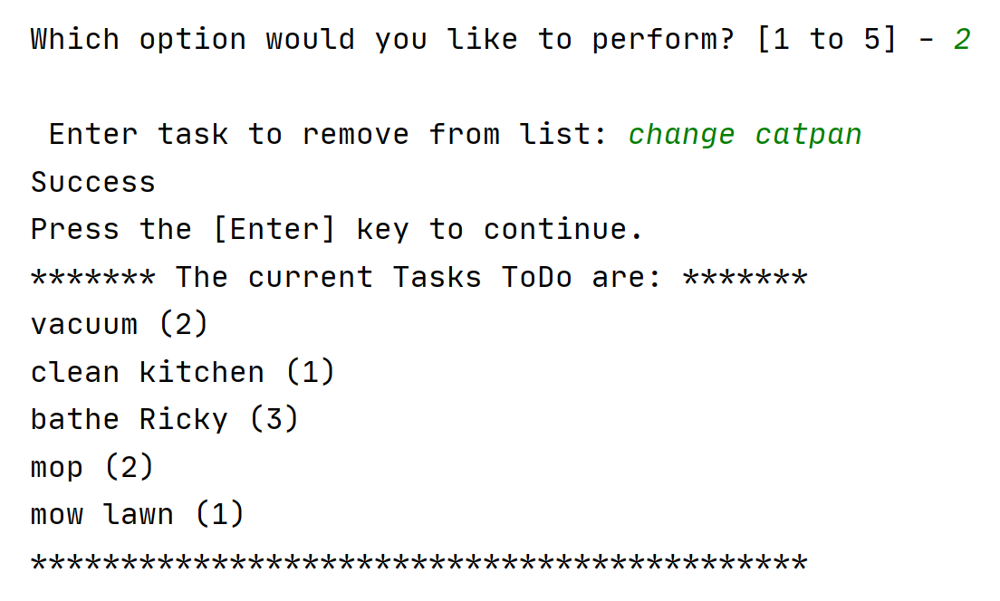 Which option would you like to perform? [1 to 5] - 2
Enter task to remove from list: change catpan
Success
Press the [Enter] key to continue.
******* The current Tasks ToDo are: *******
vacuum (2)
clean kitchen (1)
bathe Ricky (3)
mop (2)
mow lawn (1)
*******************************************